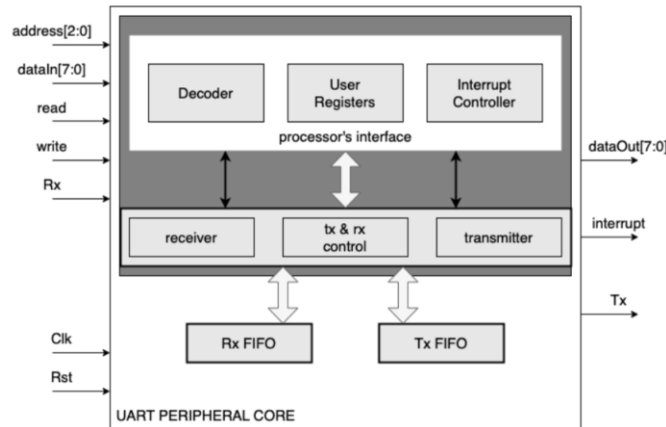 address[2:0]
dataIn[7:0]
read
write
Rx
Clk
Rst
Decoder
User
Registers
Interrupt
Controller
processor's interface
receiver
tx & rx
control
transmitter
Rx FIFO
Tx FIFO
dataOut[7:0]
interrupt
Tx
UART PERIPHERAL CORE